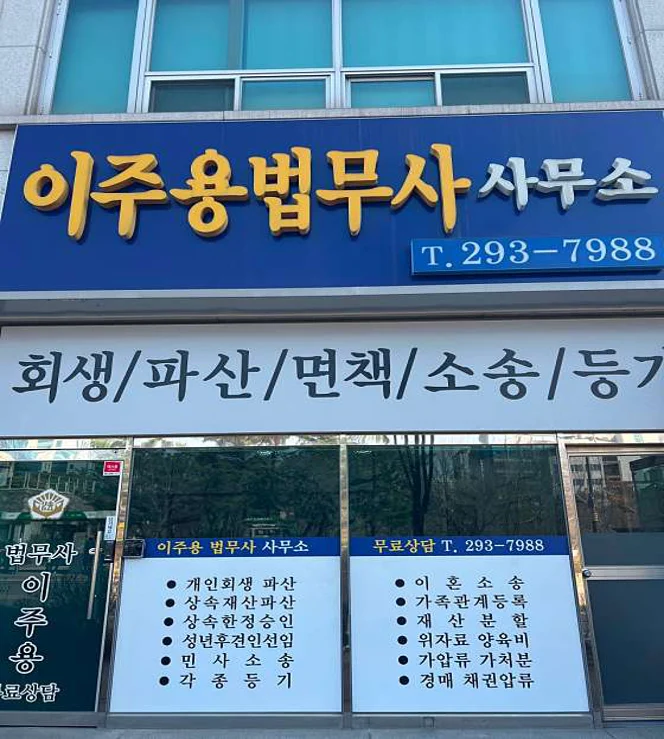 이주용법무사 사무소
T. 293-7988
회생/파산/면책/소송/등기
법무사
이주용
무료상담
이주용 법무사 사무소
● 개인회생 파산
● 상속재산파산
● 상속한정승인
● 성년후견인선임
● 민사소송
● 각종등기
무료상담 T. 293-7988
● 이혼소송
● 가족관계등록
● 재산분할
● 위자료 양육비
● 가압류 가처분
● 경매 채권압류